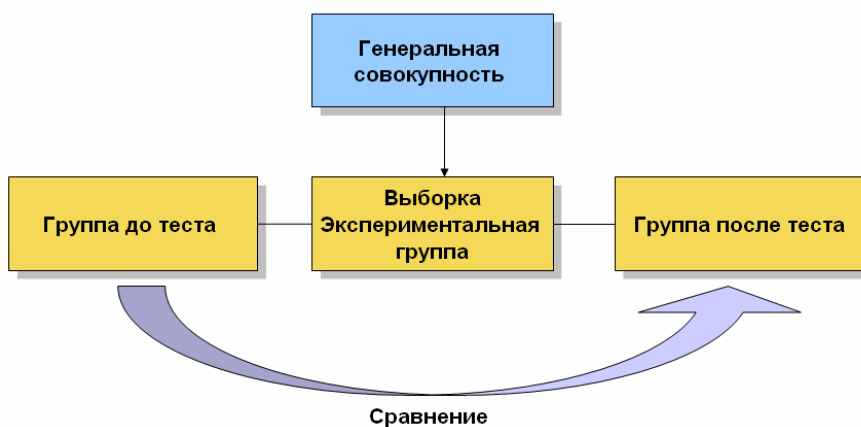 Генеральная
совокупность
Группа до теста
Выборка
Экспериментальная
группа
Группа после теста
Сравнение